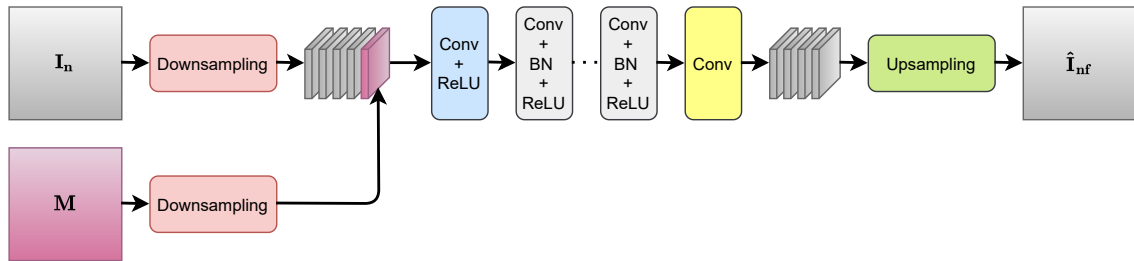 I_n
Downsampling
Conv
+
ReLU
Conv
+
BN
+
ReLU
···
Conv
+
BN
+
ReLU
Conv
Upsampling
Î_nf
M
Downsampling